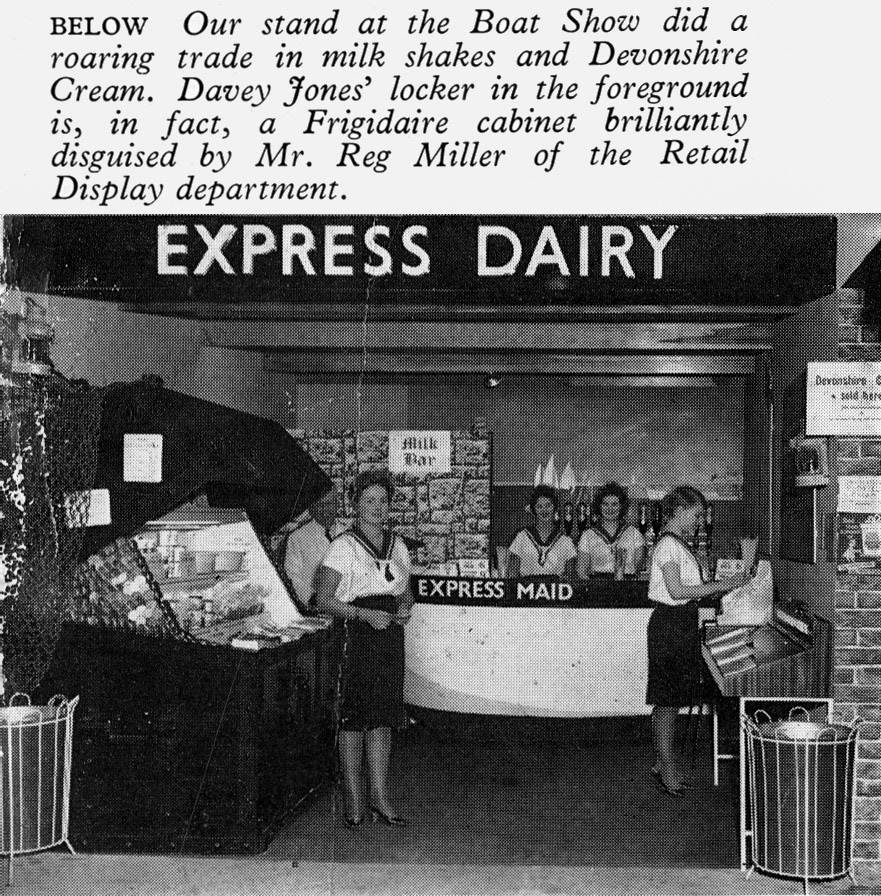 BELOW Our stand at the Boat Show did a
roaring trade in milk shakes and Devonshire
Cream. Davey Jones' locker in the foreground
is, in fact, a Frigidaire cabinet brilliantly
disguised by Mr. Reg Miller of the Retail
Display department.
EXPRESS DAIRY
Devonshire
sold here
Milk
Bar
EXPRESS MAID